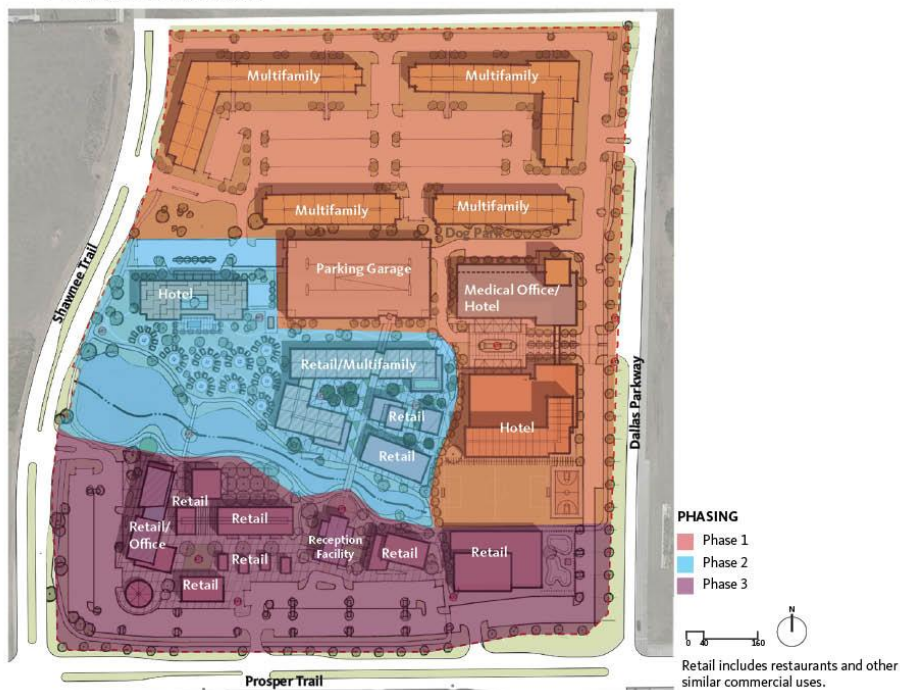 Multifamily
Multifamily
Multifamily
Multifamily
Dog Park
Parking Garage
Medical Office/
Hotel
Hotel
Shawnee Trail
Retail/Multifamily
Retail
Hotel
Retail
Dallas Parkway
Retail
Retail/
Office
Retail
Reception
Facility
Retail
Retail
Retail
Retail
Prosper Trail
PHASING
Phase 1
Phase 2
Phase 3
N
0 40 160
Retail includes restaurants and other
similar commercial uses.